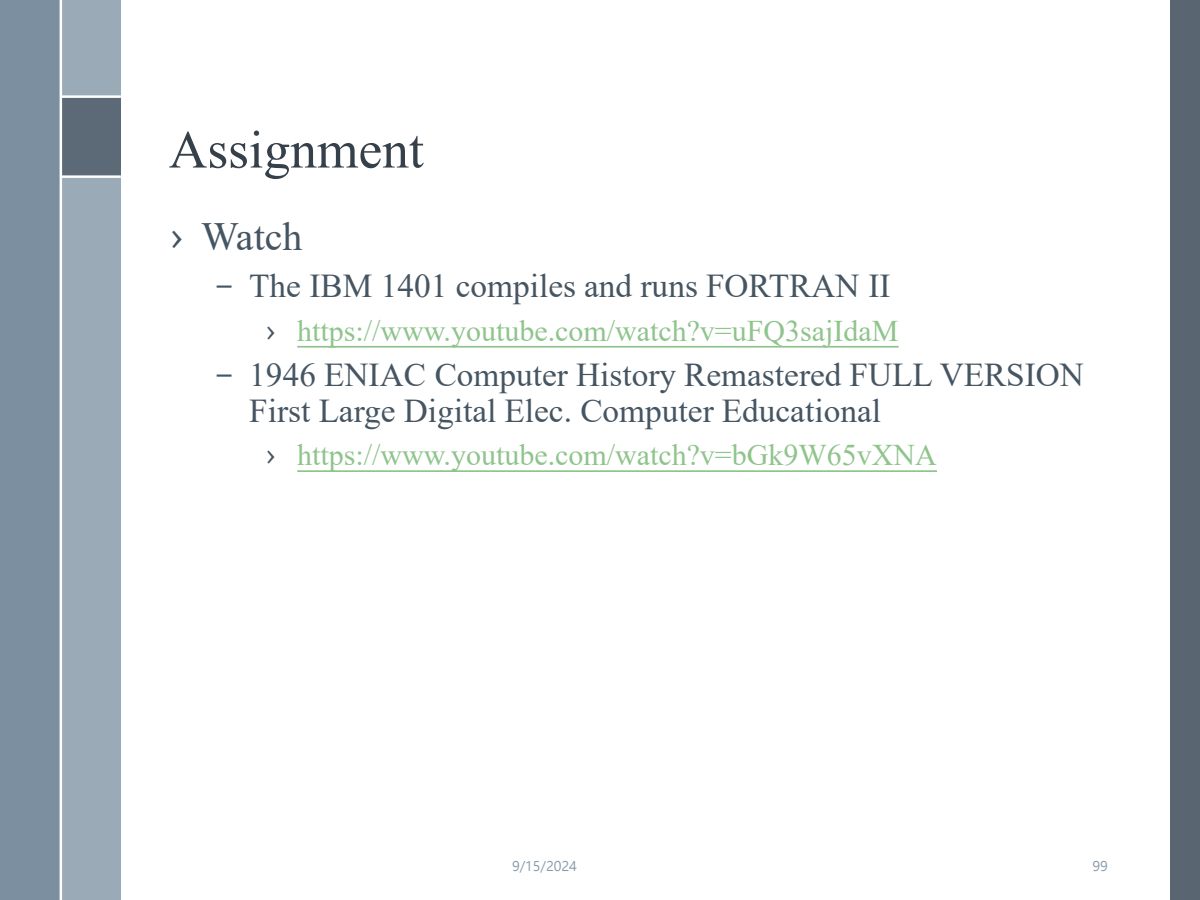 Assignment
› Watch
– The IBM 1401 compiles and runs FORTRAN II
› https://www.youtube.com/watch?v=uFQ3sajIdaM
– 1946 ENIAC Computer History Remastered FULL VERSION
First Large Digital Elec. Computer Educational
› https://www.youtube.com/watch?v=bGk9W65vXNA
9/15/2024
99